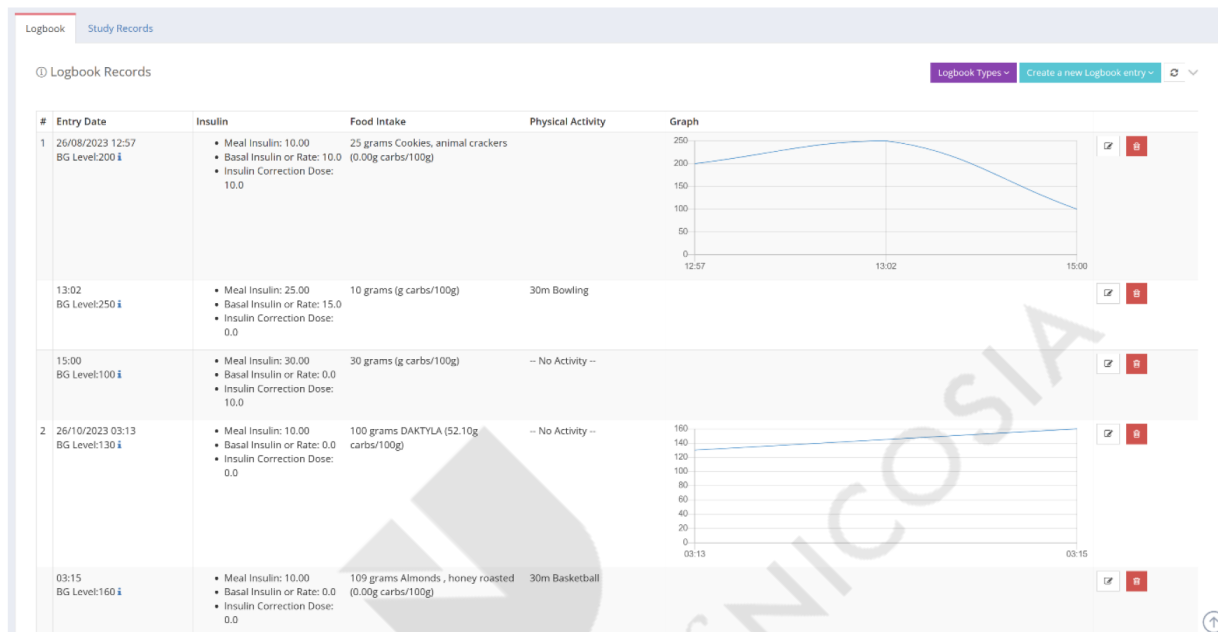 Logbook Study Records
Logbook Records
Logbook Types Create a new Logbook entry
# Entry Date Insulin Food Intake Physical Activity Graph
1 26/08/2023 12:57
BG Level:200
• Meal Insulin: 10.00
• Basal Insulin or Rate: 10.0
• Insulin Correction Dose:
10.0
25 grams Cookies, animal crackers
(0.00g carbs/100g)
250
200
150
100
50
0
12:57 13:02 15:00
13:02
BG Level:250
• Meal Insulin: 25.00
• Basal Insulin or Rate: 15.0
• Insulin Correction Dose:
0.0
10 grams (g carbs/100g)
30m Bowling
15:00
BG Level:100
• Meal Insulin: 30.00
• Basal Insulin or Rate: 0.0
• Insulin Correction Dose:
10.0
30 grams (g carbs/100g)
-- No Activity --
2 26/10/2023 03:13
BG Level:130
• Meal Insulin: 10.00
• Basal Insulin or Rate: 0.0
• Insulin Correction Dose:
0.0
100 grams DAKTYLA (52.10g
carbs/100g)
-- No Activity --
160
140
120
100
80
60
40
20
0
03:13 03:15
03:15
BG Level:160
• Meal Insulin: 10.00
• Basal Insulin or Rate: 0.0
• Insulin Correction Dose:
0.0
109 grams Almonds , honey roasted
(0.00g carbs/100g)
30m Basketball
NICOSIA